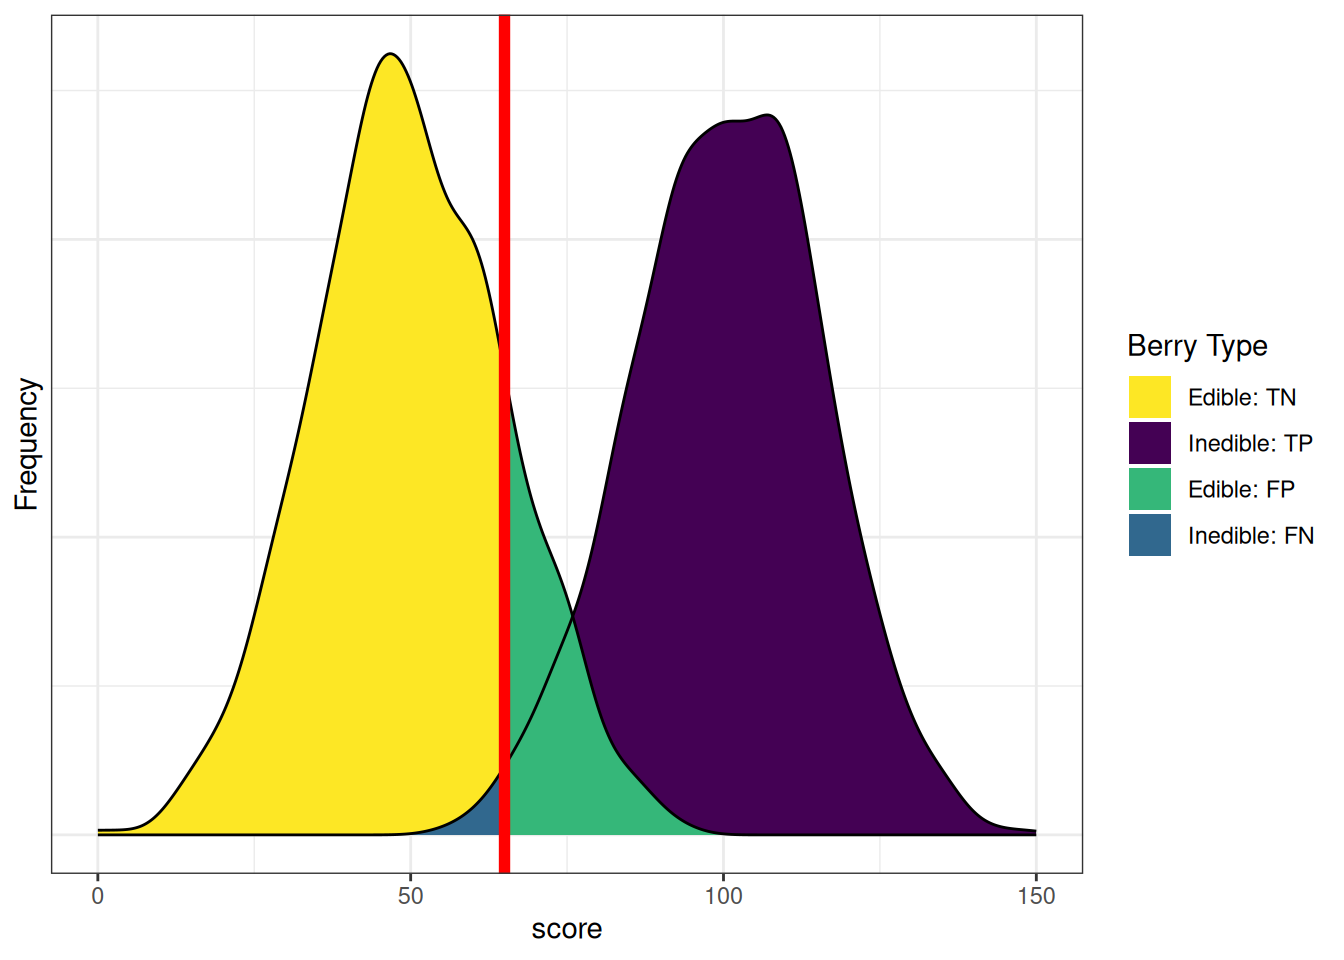 Frequency
0
50
100
150
score
Berry Type
Edible: TN
Inedible: TP
Edible: FP
Inedible: FN